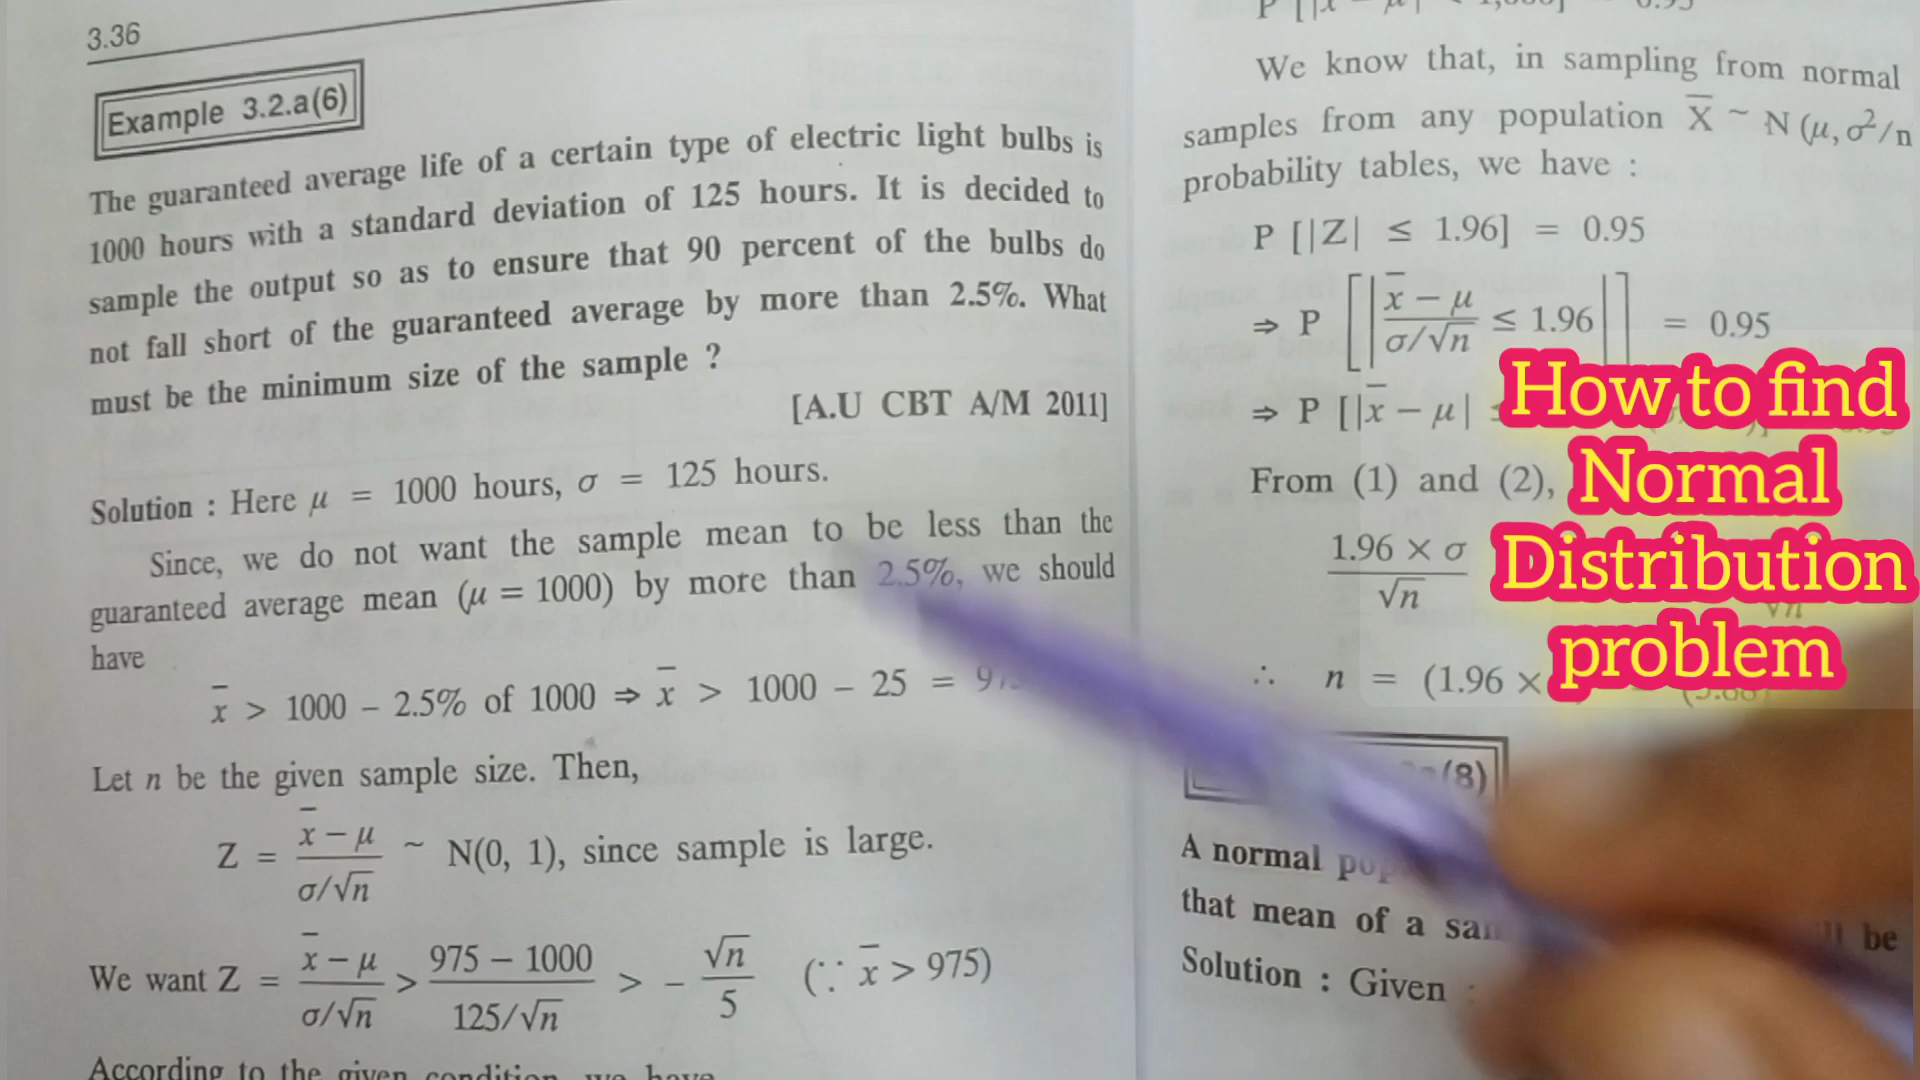 3.36
Example 3.2.a(6)
The guaranteed average life of a certain type of electric light bulbs is
1000 hours with a standard deviation of 125 hours. It is decided to
sample the output so as to ensure that 90 percent of the bulbs do
not fall short of the guaranteed average by more than 2.5%. What
must be the minimum size of the sample ?
[A.U CBT A/M 2011]
Solution : Here μ = 1000 hours, σ = 125 hours.
Since, we do not want the sample mean to be less than the
guaranteed average mean (μ = 1000) by more than 2.5%, we should
have
x̄ > 1000 – 2.5% of 1000 ⇒ x̄ > 1000 – 25 =
Let n be the given sample size. Then,
Z = (x̄ – μ)/(σ/√n) ~ N(0, 1), since sample is large.
We want Z = (x̄ – μ)/(σ/√n) > (975 – 1000)/(125/√n) > – √n/5 (∵ x̄ > 975)
According to the given condition, we have
We know that, in sampling from normal
samples from any population X̄ ~ N (μ, σ²/n
probability tables, we have :
P [|Z| ≤ 1.96] = 0.95
⇒ P [|(x̄ – μ)/(σ/√n) ≤ 1.96|] = 0.95
⇒ P [|x̄ – μ|
From (1) and (2),
(1.96 × σ)/√n
∴ n = (1.96 ×
(8)
A normal
that mean of a
be
Solution : Given :
How to find
Normal
Distribution
problem